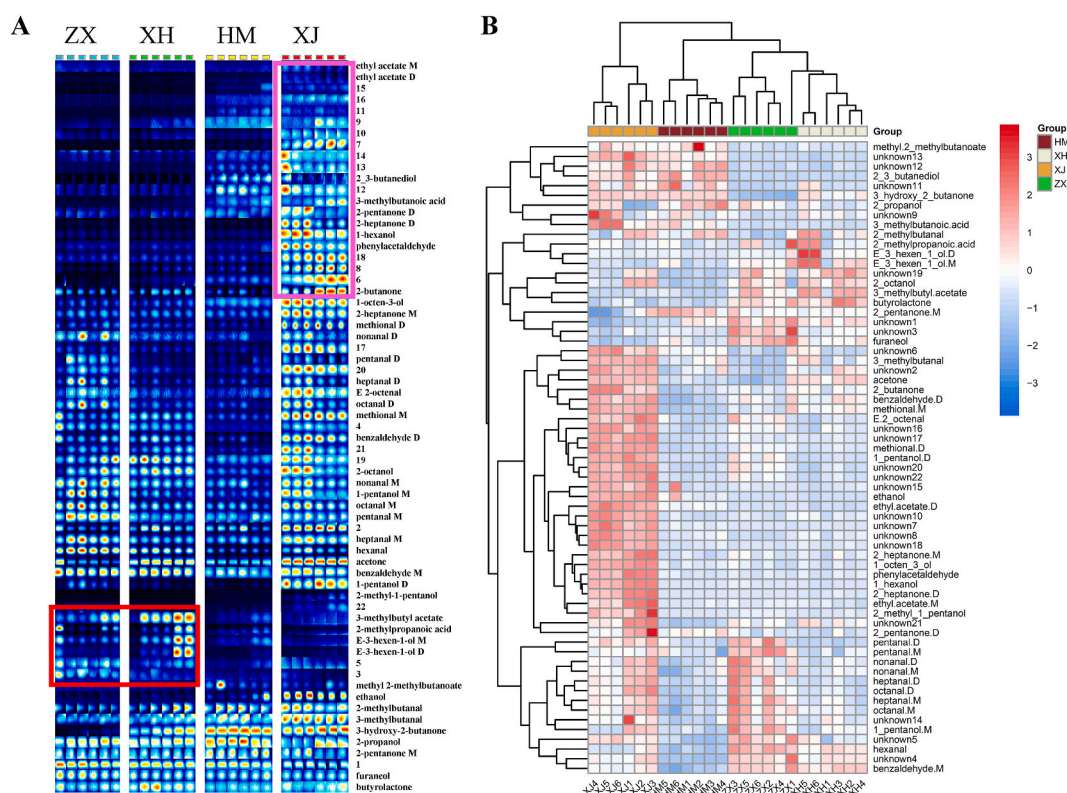 A
B
ZX XH HM XJ
ethyl acetate M
ethyl acetate D
15
16
11
9
10
7
14
13
2_3-butanediol
12
3-methylbutanoic acid
2-pentanone D
2-heptanone D
1-hexanol
phenylacetaldehyde
18
8
6
2-butanone
1-octen-3-ol
2-heptanone M
methional D
nonanal D
17
pentanal D
20
heptanal D
E 2-octenal
octanal D
methional M
4
benzaldehyde D
21
19
2-octanol
nonanal M
1-pentanol M
octanal M
pentanal M
2
heptanal M
hexanal
acetone
benzaldehyde M
1-pentanol D
2-methyl-1-pentanol
22
3-methylbutyl acetate
2-methylpropanoic acid
E-3-hexen-1-ol M
E-3-hexen-1-ol D
5
3
methyl 2-methylbutanoate
ethanol
2-methylbutanal
3-methylbutanal
3-hydroxy-2-butanone
2-propanol
2-pentanone M
1
furaneol
butyrolactone
Group
methyl.2_methylbutanoate
unknown13
unknown12
2_3_butanediol
unknown11
3_hydroxy_2_butanone
2_propanol
unknown9
3_methylbutanoic.acid
2_methylbutanal
2_methylpropanoic.acid
E_3_hexen_1_ol.D
E_3_hexen_1_ol.M
unknown19
2_octanol
3_methylbutyl.acetate
butyrolactone
2_pentanone.M
unknown1
unknown3
furaneol
unknown6
3_methylbutanal
unknown2
acetone
2_butanone
benzaldehyde.D
methional.M
E.2_octenal
unknown16
unknown17
methional.D
1_pentanol.D
unknown20
unknown22
unknown15
ethanol
ethyl.acetate.D
unknown10
unknown7
unknown8
unknown18
2_heptanone.M
1_octen_3_ol
phenylacetaldehyde
1_hexanol
2_heptanone.D
ethyl.acetate.M
2_methyl_1_pentanol
unknown21
2_pentanone.D
pentanal.D
pentanal.M
nonanal.D
nonanal.M
heptanal.D
octanal.D
heptanal.M
octanal.M
unknown14
1_pentanol.M
unknown5
hexanal
unknown4
benzaldehyde.M
3
2
1
0
−1
−2
−3
Group
HM
XH
XJ
ZX